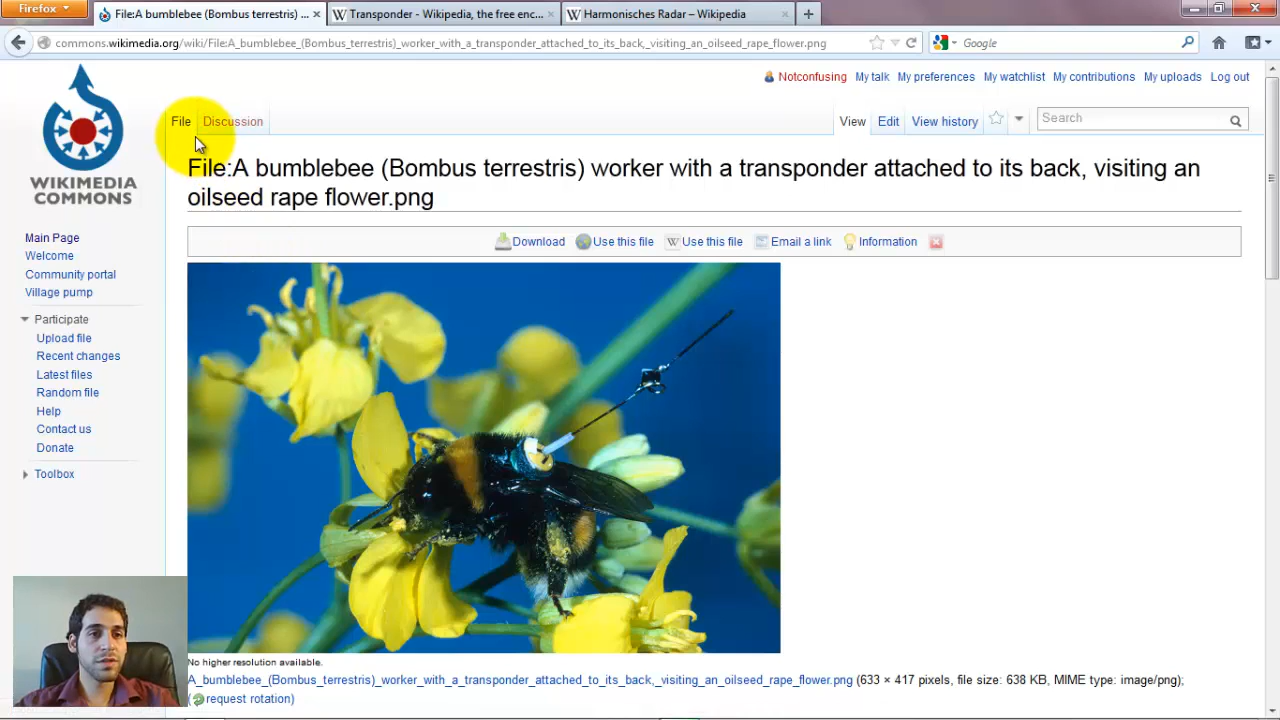 Firefox
File:A bumblebee (Bombus terrestris) ...
Transponder - Wikipedia, the free enc...
Harmonisches Radar – Wikipedia
commons.wikimedia.org/wiki/File:A_bumblebee_(Bombus_terrestris)_worker_with_a_transponder_attached_to_its_back,_visiting_an_oilseed_rape_flower.png
Google
Notconfusing My talk My preferences My watchlist My contributions My uploads Log out
File Discussion View Edit View history Search
File:A bumblebee (Bombus terrestris) worker with a transponder attached to its back, visiting an
oilseed rape flower.png
WIKIMEDIA
COMMONS
Download Use this file W Use this file Email a link Information
Main Page
Welcome
Community portal
Village pump
Participate
Upload file
Recent changes
Latest files
Random file
Help
Contact us
Donate
Toolbox
No higher resolution available.
A_bumblebee_(Bombus_terrestris)_worker_with_a_transponder_attached_to_its_back,_visiting_an_oilseed_rape_flower.png (633 × 417 pixels, file size: 638 KB, MIME type: image/png);
(request rotation)